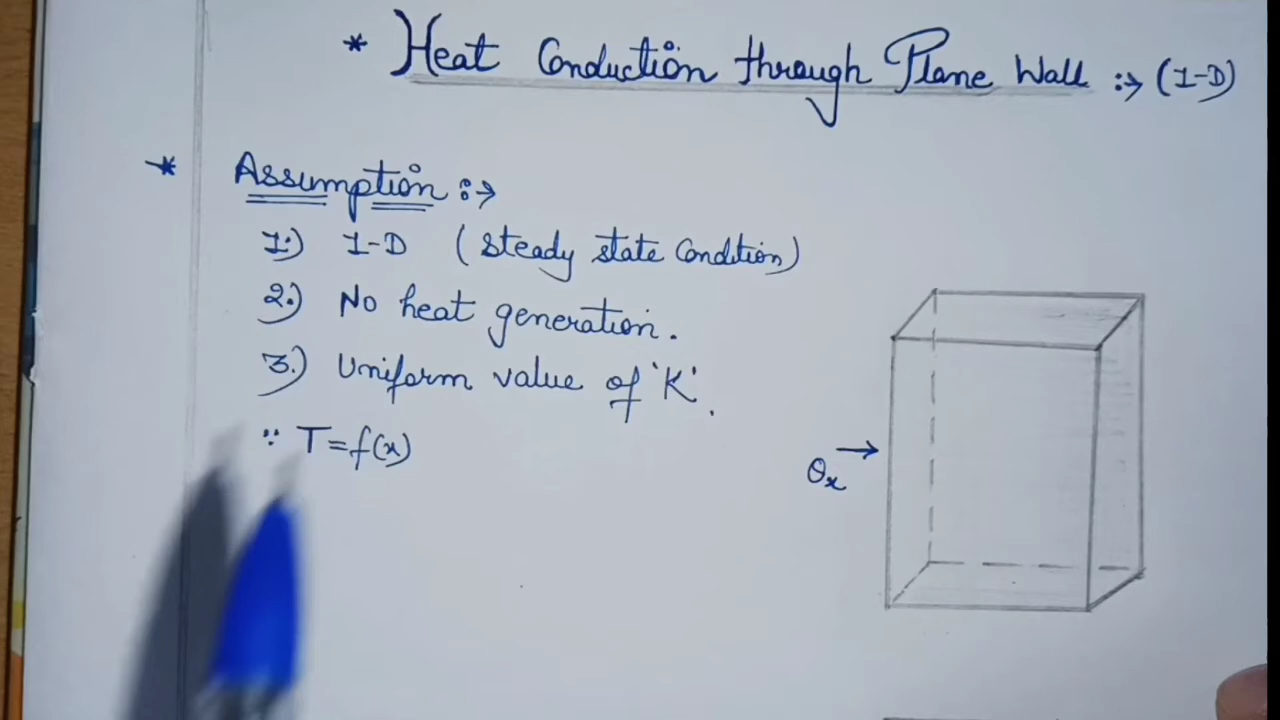 * Heat Conduction through Plane Wall :→ (1-D)
* Assumption :→
1.) 1-D (steady state Condition)
2.) No heat generation.
3.) Uniform value of 'K'.
∵ T=f(x)
Qx →